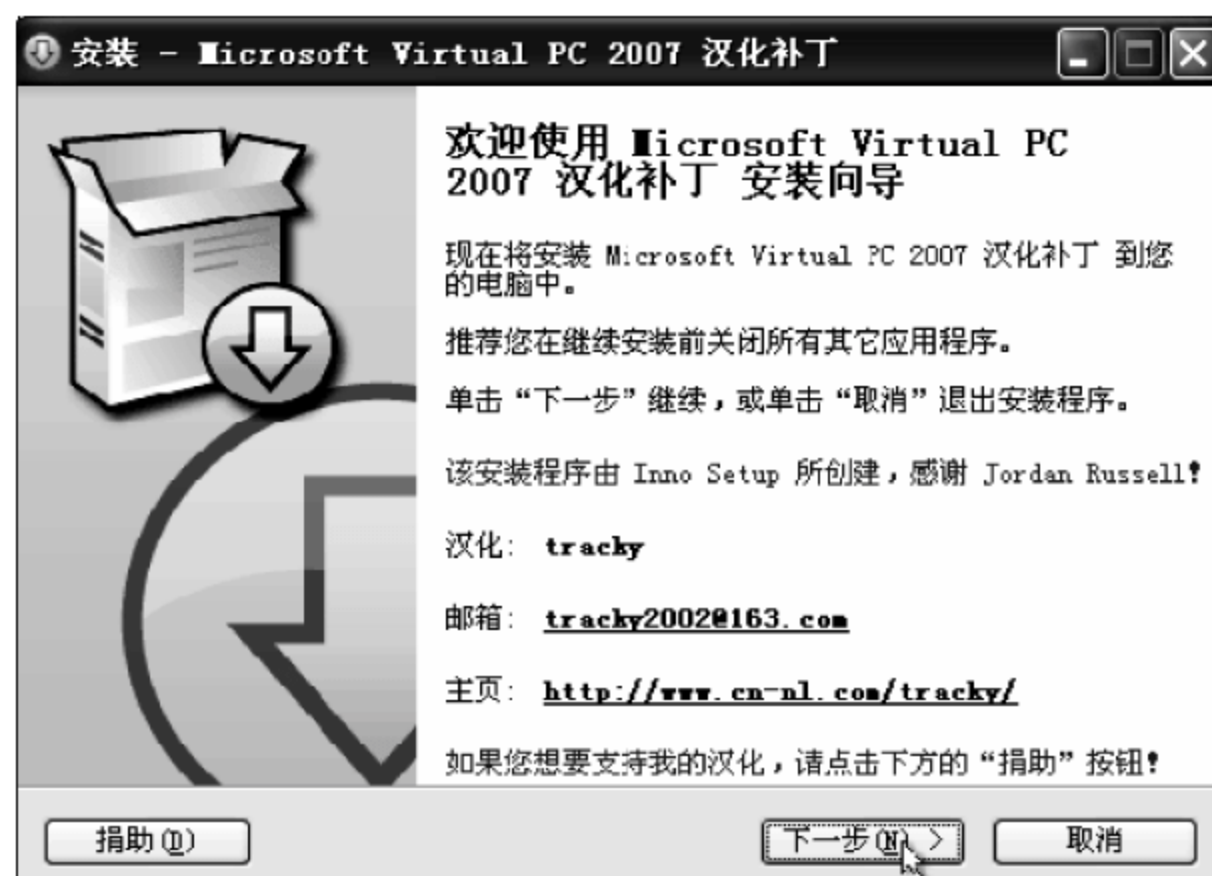 安装 - Microsoft Virtual PC 2007 汉化补丁
欢迎使用 Microsoft Virtual PC
2007 汉化补丁 安装向导
现在将安装 Microsoft Virtual PC 2007 汉化补丁 到您
的电脑中。
推荐您在继续安装前关闭所有其它应用程序。
单击“下一步”继续，或单击“取消”退出安装程序。
该安装程序由 Inno Setup 所创建，感谢 Jordan Russell！
汉化： tracky
邮箱： tracky2002@163.com
主页： http://www.cn-nl.com/tracky/
如果您想要支持我的汉化，请点击下方的“捐助”按钮！
捐助(D) 下一步(N) > 取消